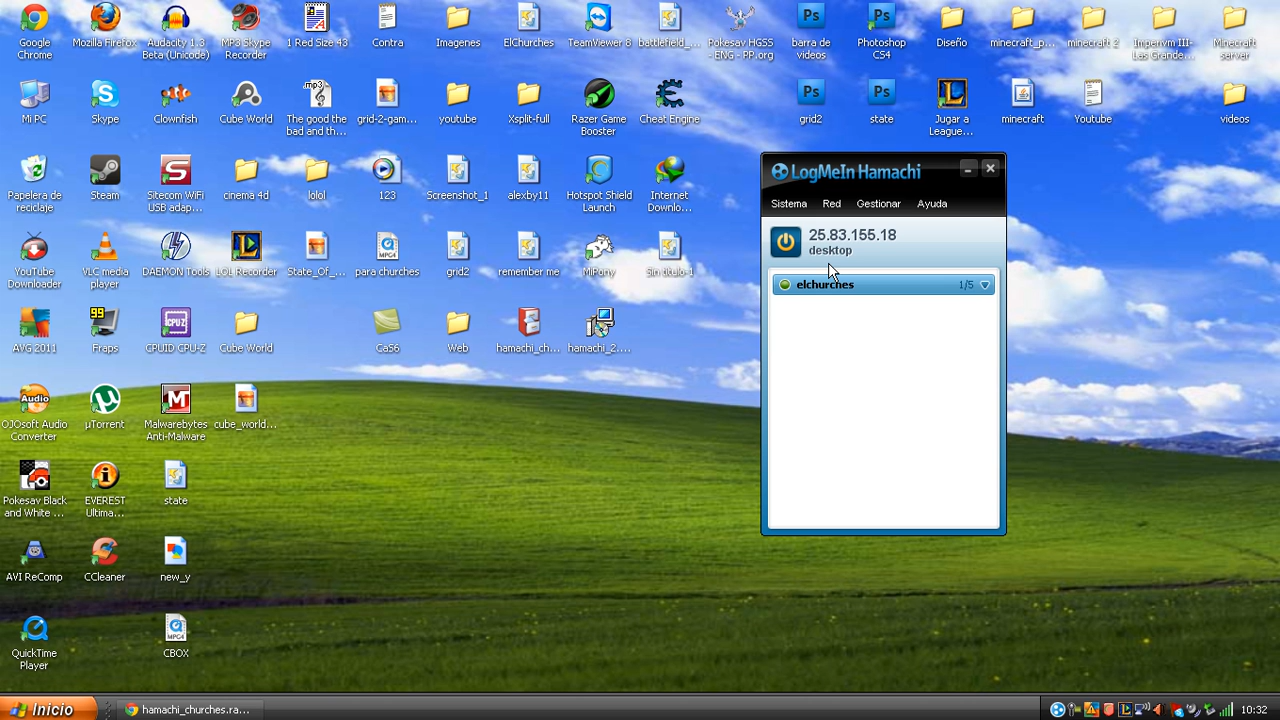 Google
Chrome
Mozilla Firefox
Audacity 1.3
Beta (Unicode)
MP3 Skype
Recorder
1 Red Size 43
Contra
Imagenes
ElChurches
TeamViewer 8
battlefield_...
Pokesav HGSS
- ENG - PP.org
barra de
videos
Photoshop
CS4
Diseño
minecraft_p...
minecraft 2
Imperivm III-
Las Grande...
Minecraft
servar
Mi PC
Skype
Clownfish
Cube World
The good the
bad and th...
grid-2-gam...
youtube
Xsplit-full
Razer Game
Booster
Cheat Engine
grid2
state
Jugar a
League...
minecraft
Youtube
videos
Papelera de
reciclaje
Steam
Sitecom WiFi
USB adap...
cinema 4d
lolol
123
Screenshot_1
alexby11
Hotspot Shield
Launch
Internet
Downlo...
YouTube
Downloader
VLC media
player
DAEMON Tools
LOL Recorder
State_Of_...
para churches
grid2
remember me
MiPony
Sin titulo-1
AVG 2011
99
Fraps
CPUID CPU-Z
Cube World
CaS6
Web
hamachi_ch...
hamachi_2....
OJOsoft Audio
Converter
µTorrent
Malwarebytes
Anti-Malware
cube_world...
Pokesav Black
and White ...
EVEREST
Ultima...
state
AVI ReComp
CCleaner
new_y
QuickTime
Player
CBOX
LogMeIn Hamachi
Sistema Red Gestionar Ayuda
25.83.155.18
desktop
elchurches 1/5
Inicio
hamachi_churches.ra...
10:32